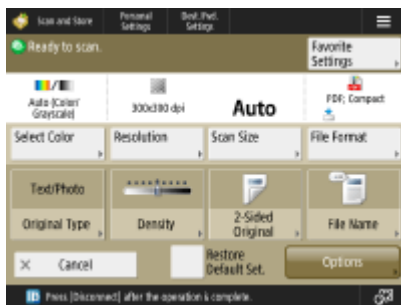 Scan and Store
Personal Settings
Dest./Fwd. Settings
Ready to scan.
Favorite
Settings
Auto (Color/
Grayscale)
300x300 dpi
Auto
PDF; Compact
Select Color
Resolution
Scan Size
File Format
Text/Photo
Original Type
Density
2-Sided
Original
File Name
× Cancel
Restore
Default Set.
Options
ID Press [Disconnect] after the operation is complete.